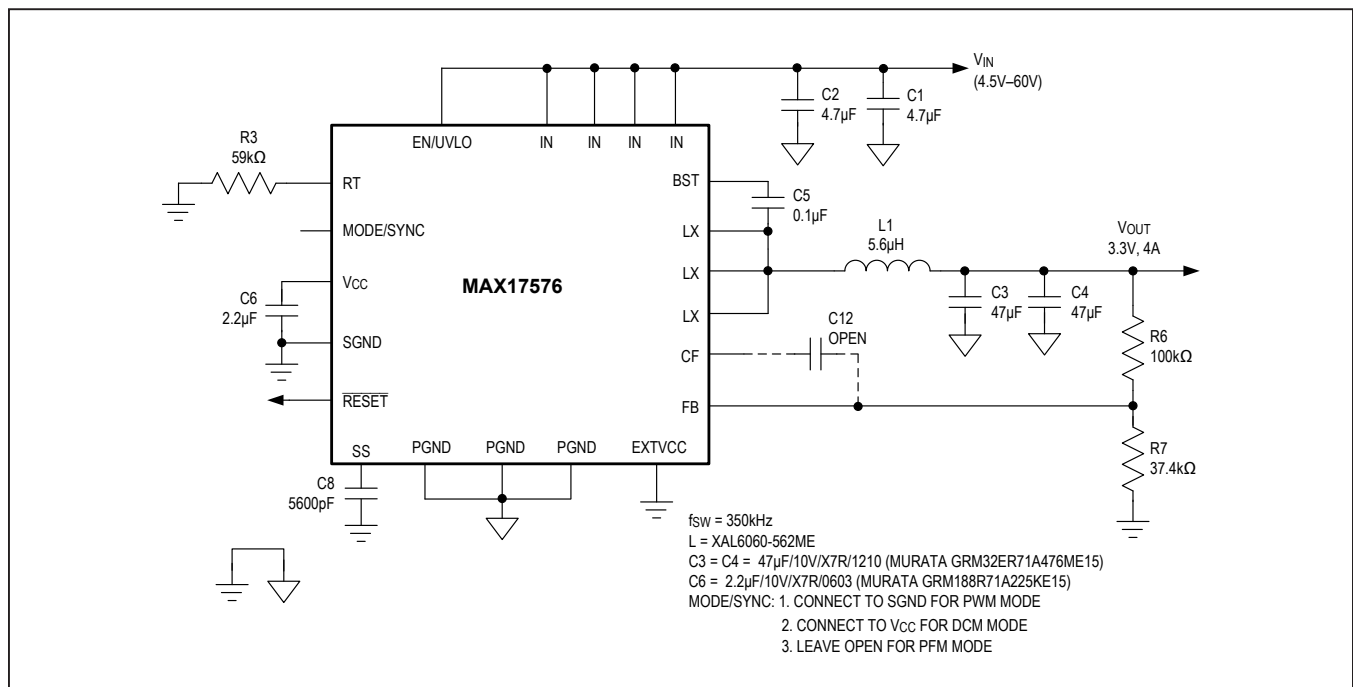 VIN
(4.5V–60V)
C2
4.7µF
C1
4.7µF
EN/UVLO
IN
IN
IN
IN
R3
59kΩ
RT
BST
C5
0.1µF
MODE/SYNC
LX
L1
5.6µH
VOUT
3.3V, 4A
LX
VCC
MAX17576
C6
2.2µF
C3
47µF
C4
47µF
LX
C12
OPEN
SGND
CF
R6
100kΩ
RESET
FB
SS
PGND
PGND
PGND
EXTVCC
R7
37.4kΩ
C8
5600pF
fSW = 350kHz
L = XAL6060-562ME
C3 = C4 = 47µF/10V/X7R/1210 (MURATA GRM32ER71A476ME15)
C6 = 2.2µF/10V/X7R/0603 (MURATA GRM188R71A225KE15)
MODE/SYNC: 1. CONNECT TO SGND FOR PWM MODE
2. CONNECT TO VCC FOR DCM MODE
3. LEAVE OPEN FOR PFM MODE